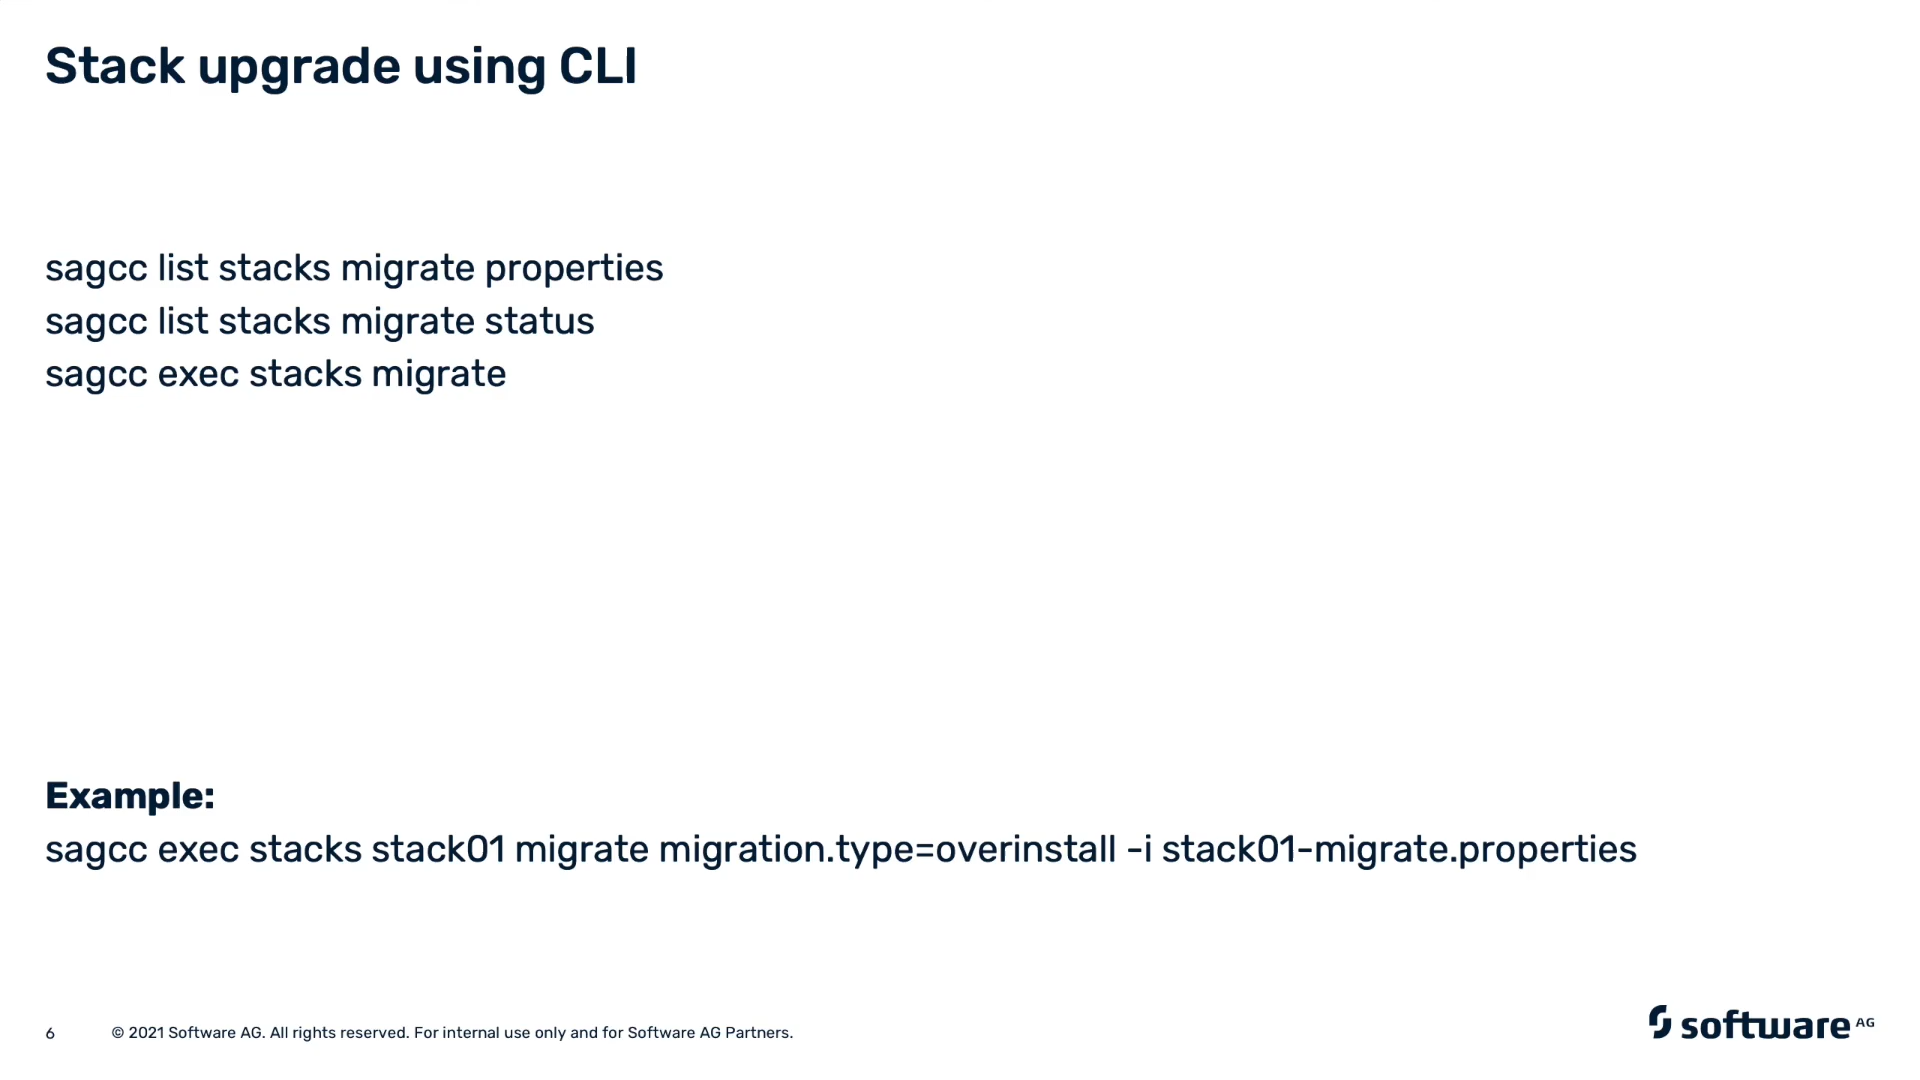 Stack upgrade using CLI
sagcc list stacks migrate properties
sagcc list stacks migrate status
sagcc exec stacks migrate
Example:
sagcc exec stacks stack01 migrate migration.type=overinstall -i stack01-migrate.properties
6 © 2021 Software AG. All rights reserved. For internal use only and for Software AG Partners.
software AG